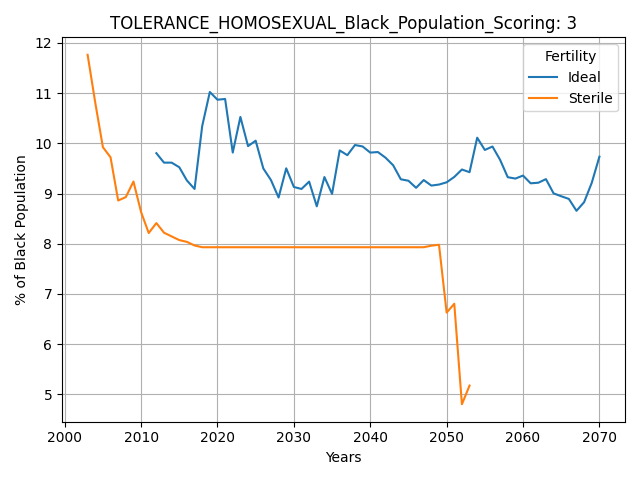 TOLERANCE_HOMOSEXUAL_Black_Population_Scoring: 3
Fertility
Ideal
Sterile
% of Black Population
12
11
10
9
8
7
6
5
2000 2010 2020 2030 2040 2050 2060 2070
Years